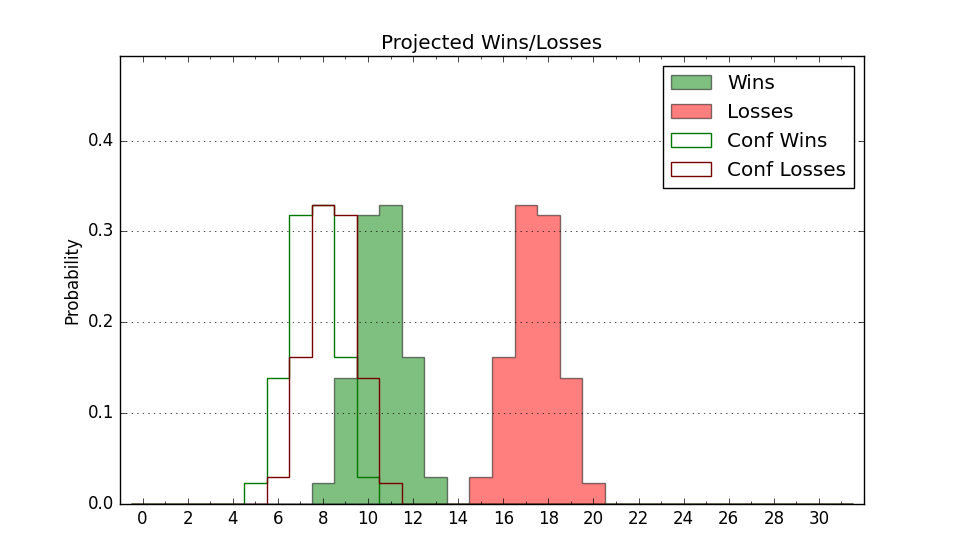 Projected Wins/Losses
Wins
Losses
Conf Wins
Conf Losses
Probability
0.4
0.3
0.2
0.1
0.0
0 2 4 6 8 10 12 14 16 18 20 22 24 26 28 30